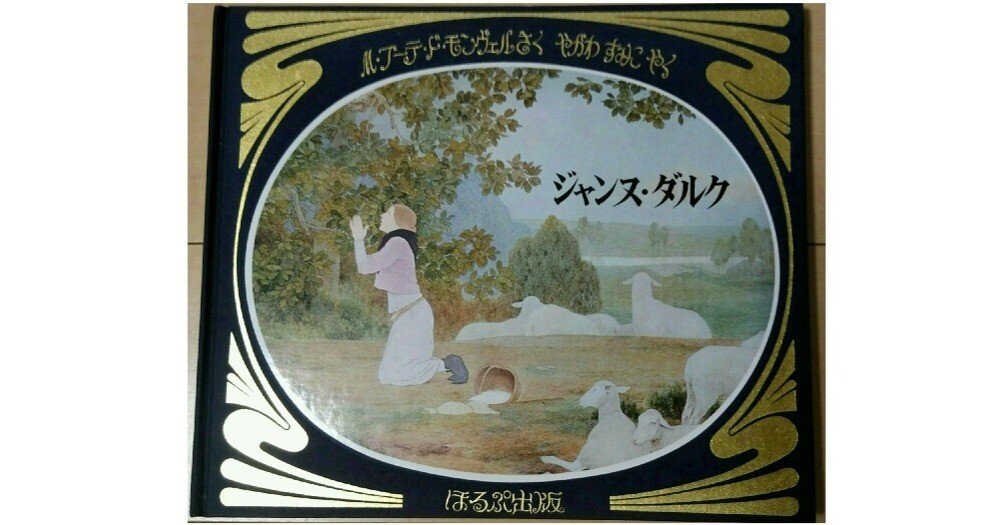 M・ブーテ・ド・モンヴェル・さく やがわ すみこ・やく
ジャンヌ・ダルク
ほるぷ出版